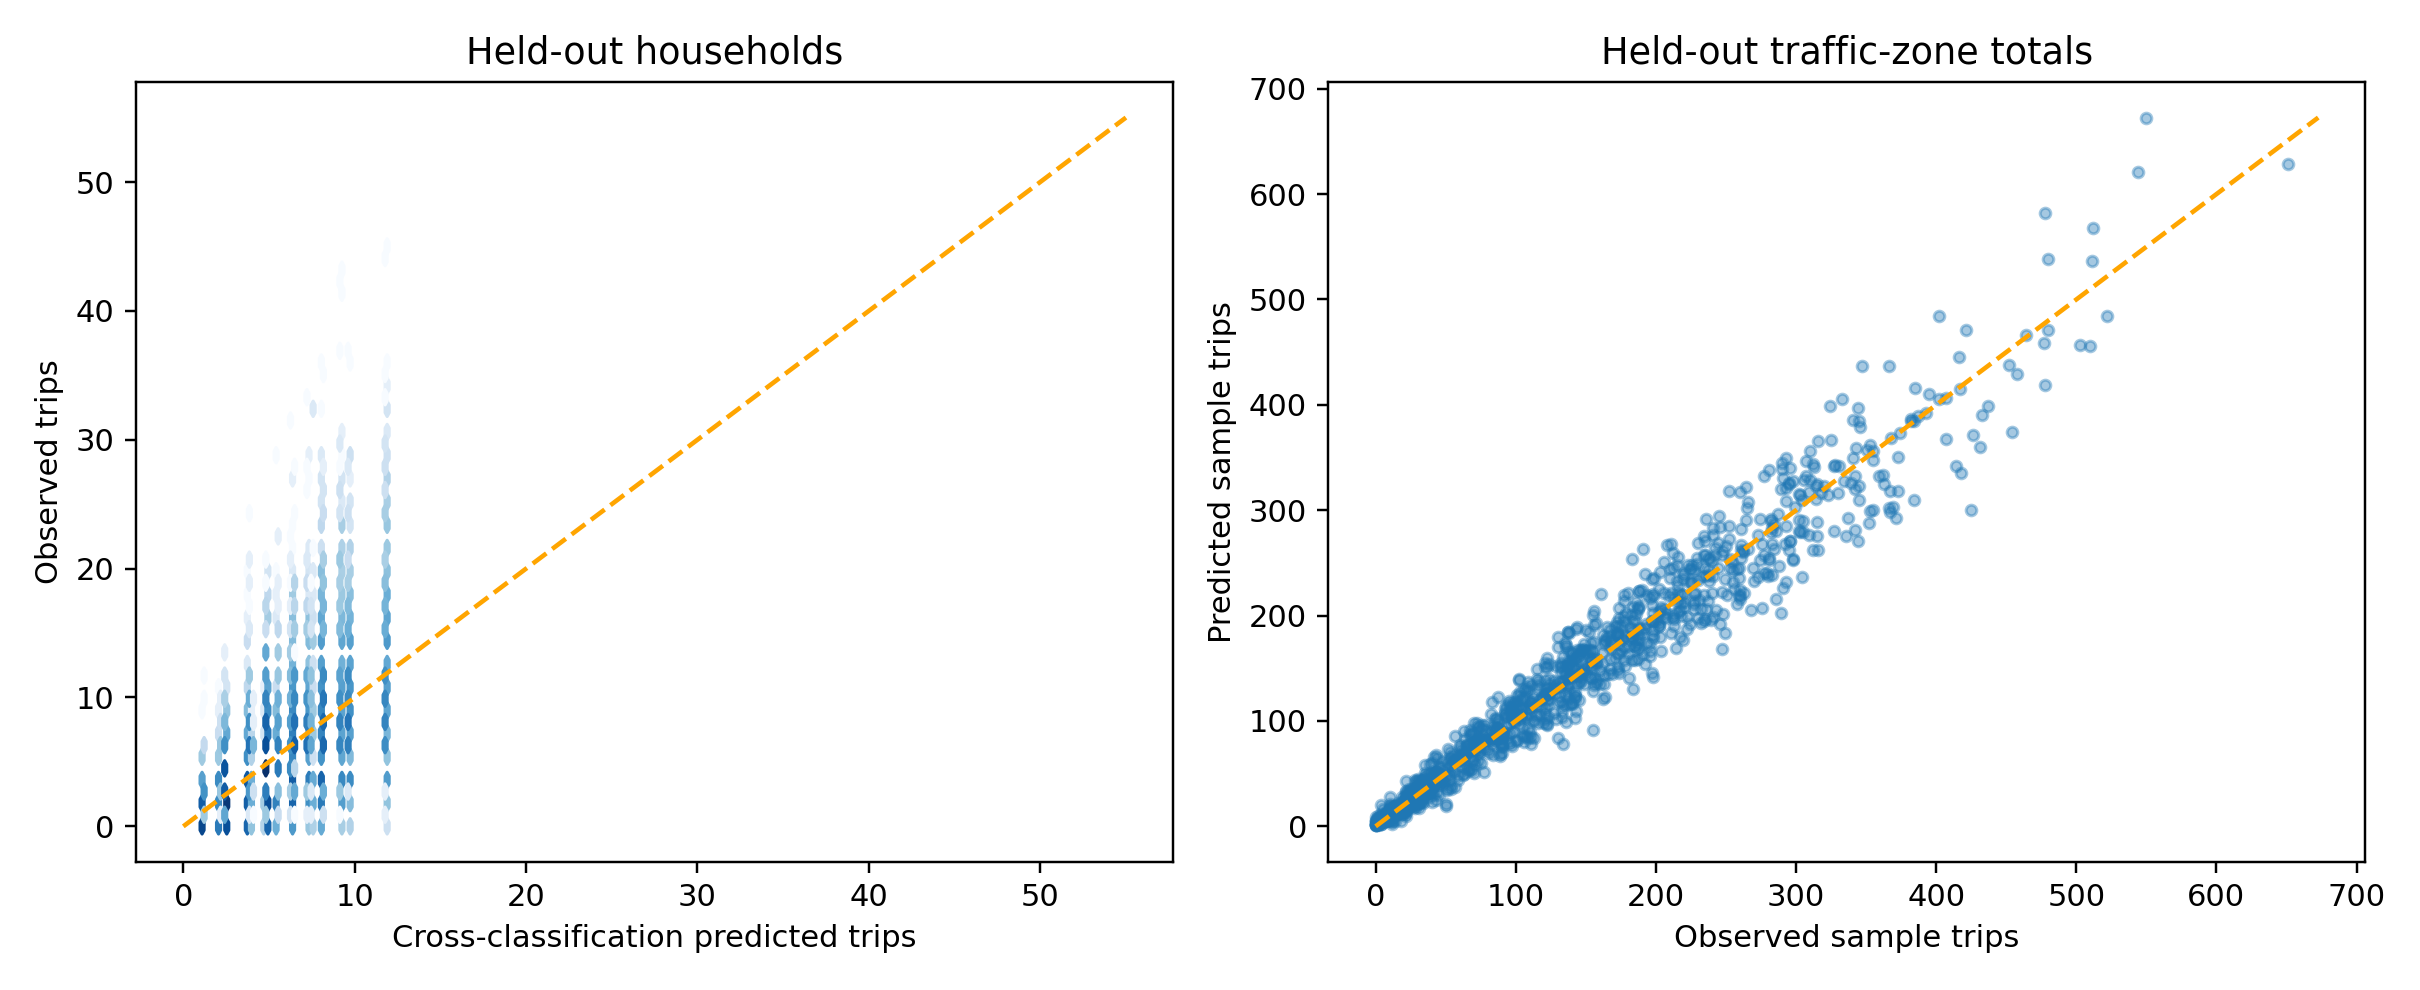 Held-out households
Observed trips
50
40
30
20
10
0
0 10 20 30 40 50
Cross-classification predicted trips
Held-out traffic-zone totals
Predicted sample trips
700
600
500
400
300
200
100
0
0 100 200 300 400 500 600 700
Observed sample trips